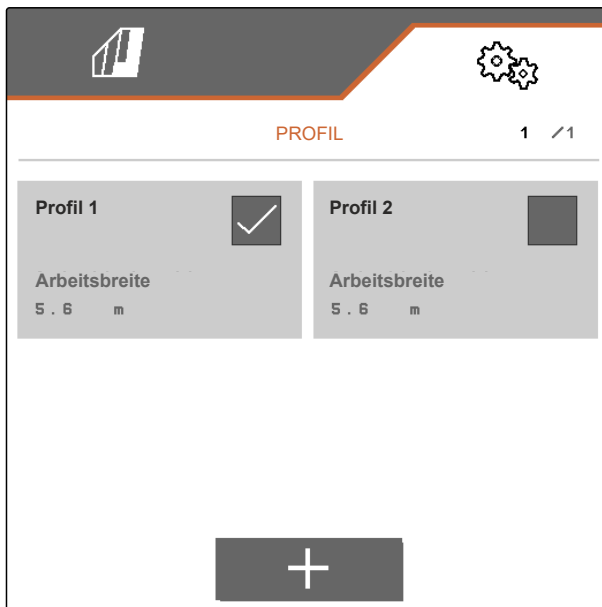 PROFIL 1 /1
Profil 1 Profil 2
Arbeitsbreite Arbeitsbreite
5.6 m 5.6 m
+